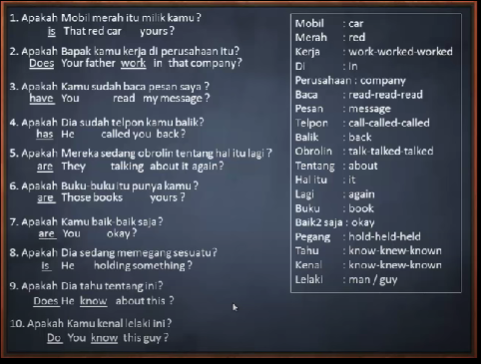 1. Apakah Mobil merah itu milik kamu?
is That red car yours?
2. Apakah Bapak kamu kerja di perusahaan itu?
Does Your father work in that company?
3. Apakah Kamu sudah baca pesan saya?
have You read my message?
4. Apakah Dia sudah telpon kamu balik?
has He called you back?
5. Apakah Mereka sedang obrolin tentang hal itu lagi?
are They talking about it again?
6. Apakah Buku-buku itu punya kamu?
are Those books yours?
7. Apakah Kamu baik-baik saja?
are You okay?
8. Apakah Dia sedang memegang sesuatu?
is He holding something?
9. Apakah Dia tahu tentang ini?
Does He know about this?
10. Apakah Kamu kenal lelaki ini?
Do You know this guy?
Mobil : car
Merah : red
Kerja : work-worked-worked
Di : in
Perusahaan : company
Baca : read-read-read
Pesan : message
Telpon : call-called-called
Balik : back
Obrolin : talk-talked-talked
Tentang : about
Hal itu : it
Lagi : again
Buku : book
Baik2 saja : okay
Pegang : hold-held-held
Tahu : know-knew-known
Kenal : know-knew-known
Lelaki : man / guy